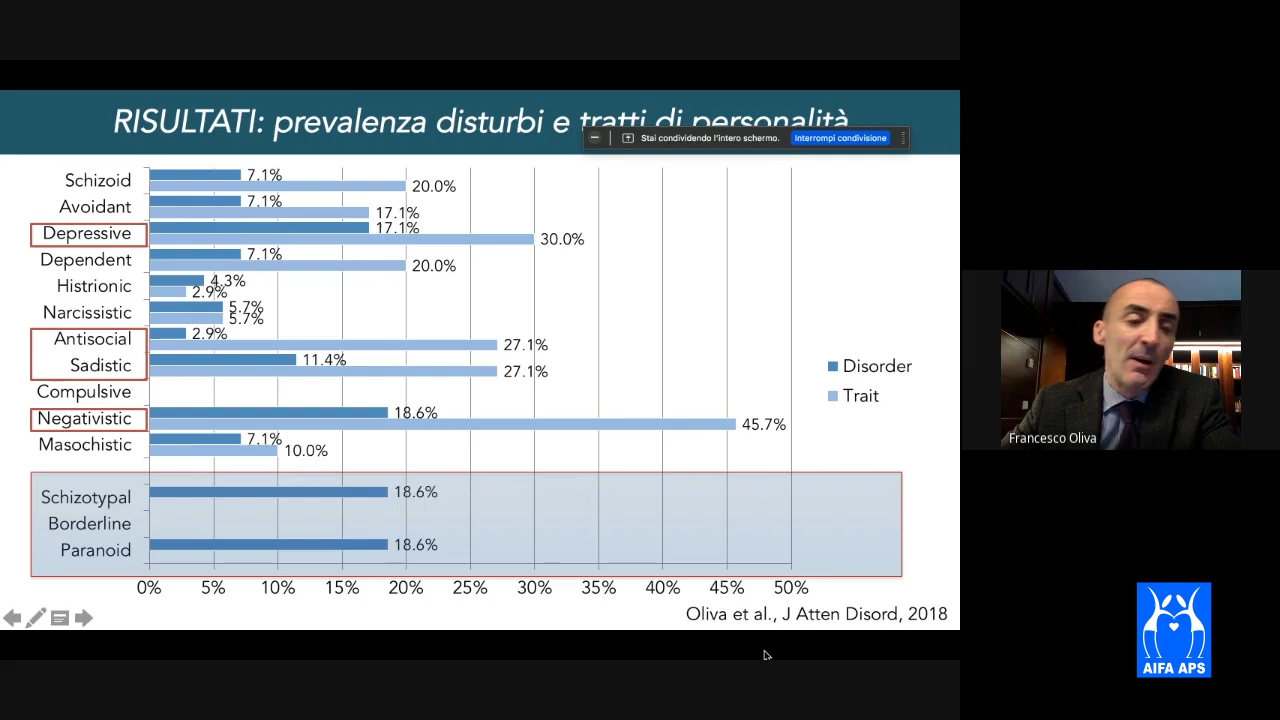 RISULTATI: prevalenza disturbi e tratti di personalità
Stai condividendo l'intero schermo. Interrompi condivisione
Schizoid 7.1% 20.0%
Avoidant 7.1% 17.1%
Depressive 17.1% 30.0%
Dependent 7.1% 20.0%
Histrionic 4.3% 2.9%
Narcissistic 5.7% 5.7%
Antisocial 2.9% 27.1%
Sadistic 11.4% 27.1%
Compulsive
Negativistic 18.6% 45.7%
Masochistic 7.1% 10.0%
Schizotypal 18.6%
Borderline
Paranoid 18.6%
0% 5% 10% 15% 20% 25% 30% 35% 40% 45% 50%
Disorder
Trait
Oliva et al., J Atten Disord, 2018
Francesco Oliva
AIFA APS